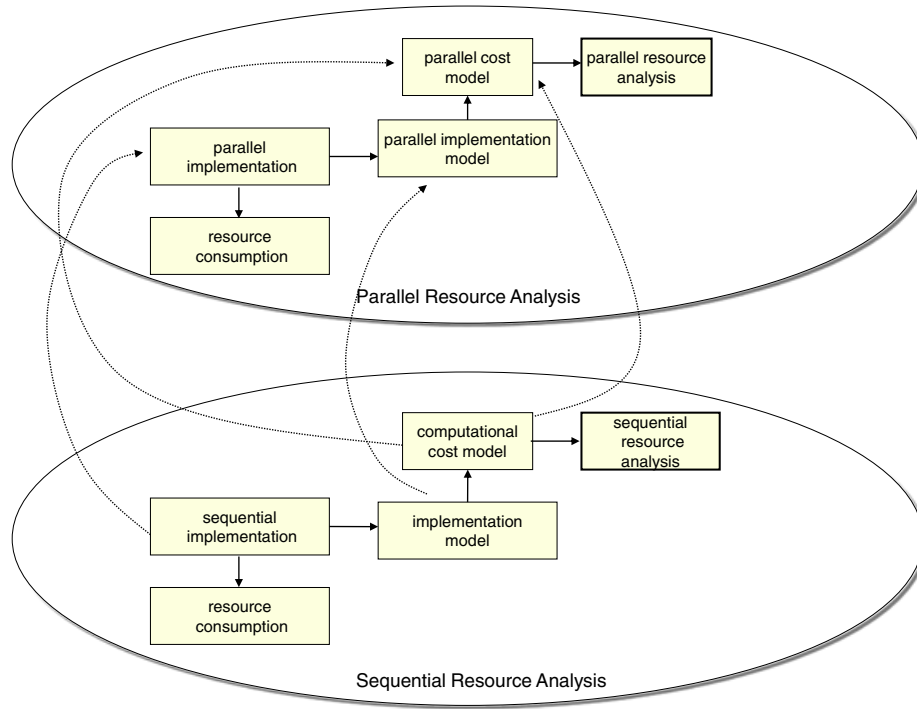 parallel cost
model
parallel resource
analysis
parallel
implementation
parallel implementation
model
resource
consumption
Parallel Resource Analysis
computational
cost model
sequential
resource
analysis
sequential
implementation
implementation
model
resource
consumption
Sequential Resource Analysis